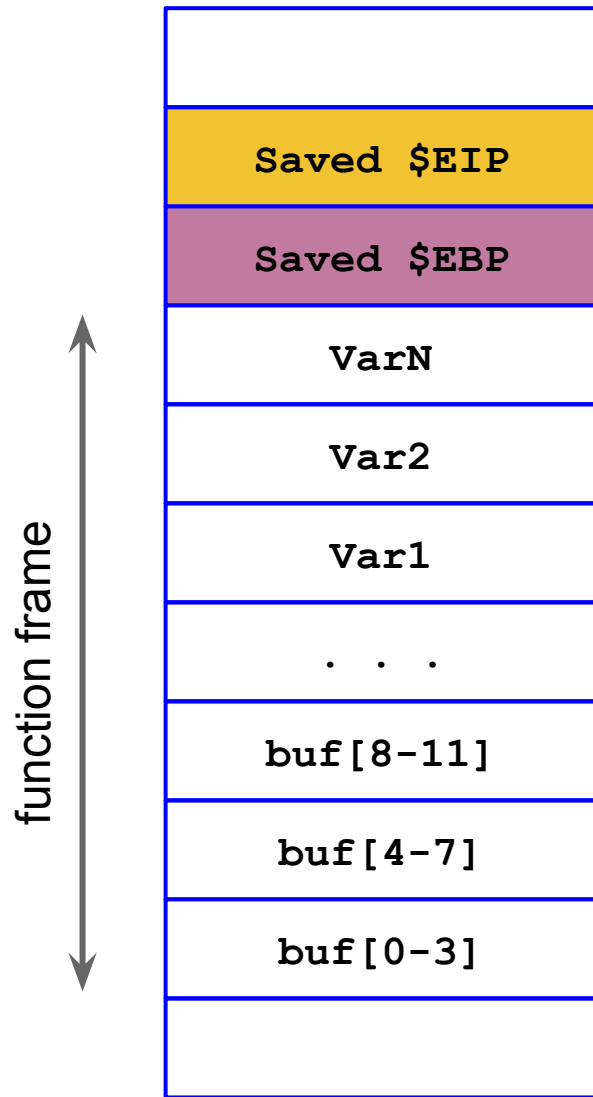 Saved $EIP
Saved $EBP
VarN
Var2
Var1
. . .
buf[8-11]
buf[4-7]
buf[0-3]
function frame